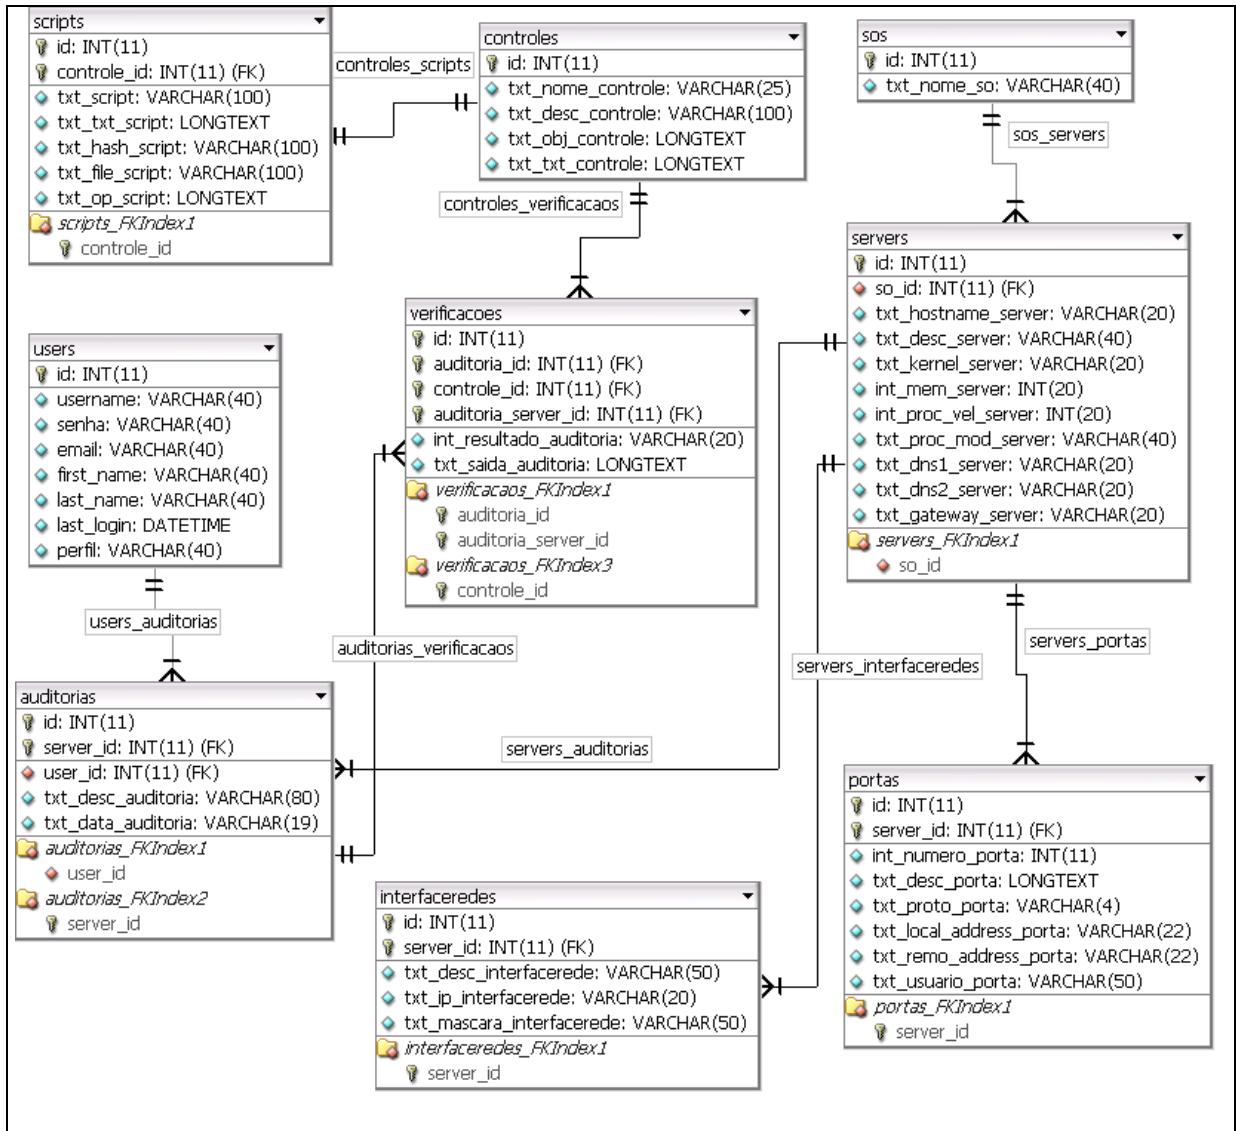 scripts
id: INT(11)
controle_id: INT(11) (FK)
txt_script: VARCHAR(100)
txt_txt_script: LONGTEXT
txt_hash_script: VARCHAR(100)
txt_file_script: VARCHAR(100)
txt_op_script: LONGTEXT
scripts_FKIndex1
controle_id
controles_scripts
controles
id: INT(11)
txt_nome_controle: VARCHAR(25)
txt_desc_controle: VARCHAR(100)
txt_obj_controle: LONGTEXT
txt_txt_controle: LONGTEXT
sos
id: INT(11)
txt_nome_so: VARCHAR(40)
sos_servers
controles_verificacaos
servers
id: INT(11)
so_id: INT(11) (FK)
txt_hostname_server: VARCHAR(20)
txt_desc_server: VARCHAR(40)
txt_kernel_server: VARCHAR(20)
int_mem_server: INT(20)
int_proc_vel_server: INT(20)
txt_proc_mod_server: VARCHAR(40)
txt_dns1_server: VARCHAR(20)
txt_dns2_server: VARCHAR(20)
txt_gateway_server: VARCHAR(20)
servers_FKIndex1
so_id
verificacoes
id: INT(11)
auditoria_id: INT(11) (FK)
controle_id: INT(11) (FK)
auditoria_server_id: INT(11) (FK)
int_resultado_auditoria: VARCHAR(20)
txt_saida_auditoria: LONGTEXT
verificacaos_FKIndex1
auditoria_id
auditoria_server_id
verificacaos_FKIndex3
controle_id
users
id: INT(11)
username: VARCHAR(40)
senha: VARCHAR(40)
email: VARCHAR(40)
first_name: VARCHAR(40)
last_name: VARCHAR(40)
last_login: DATETIME
perfil: VARCHAR(40)
users_auditorias
auditorias_verificacaos
servers_interfaceredes
servers_portas
auditorias
id: INT(11)
server_id: INT(11) (FK)
user_id: INT(11) (FK)
txt_desc_auditoria: VARCHAR(80)
txt_data_auditoria: VARCHAR(19)
auditorias_FKIndex1
user_id
auditorias_FKIndex2
server_id
servers_auditorias
portas
id: INT(11)
server_id: INT(11) (FK)
int_numero_porta: INT(11)
txt_desc_porta: LONGTEXT
txt_proto_porta: VARCHAR(4)
txt_local_address_porta: VARCHAR(22)
txt_remo_address_porta: VARCHAR(22)
txt_usuario_porta: VARCHAR(50)
portas_FKIndex1
server_id
interfaceredes
id: INT(11)
server_id: INT(11) (FK)
txt_desc_interfacerede: VARCHAR(50)
txt_ip_interfacerede: VARCHAR(20)
txt_mascara_interfacerede: VARCHAR(50)
interfaceredes_FKIndex1
server_id